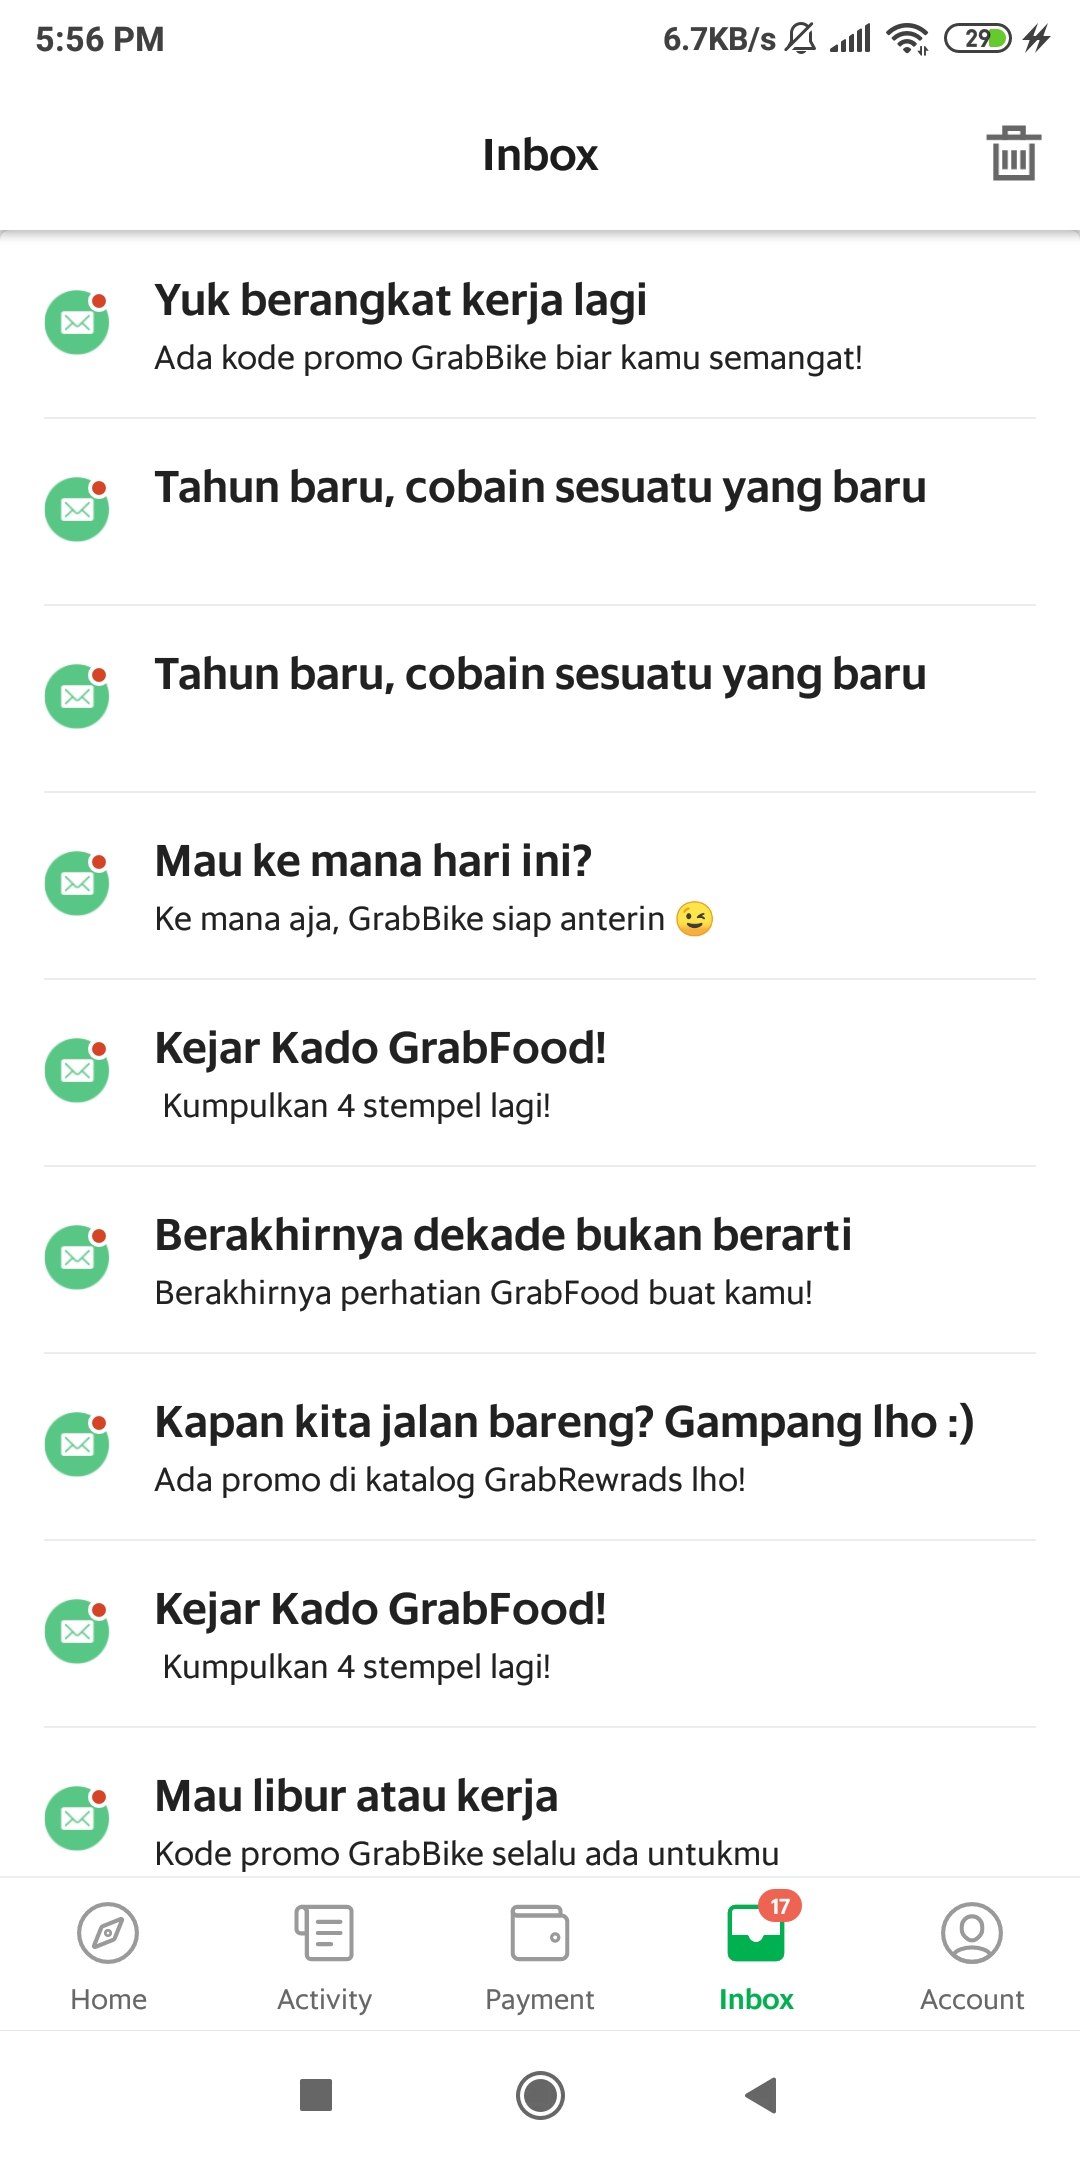 5:56 PM
6.7KB/s
29
Inbox
Yuk berangkat kerja lagi
Ada kode promo GrabBike biar kamu semangat!
Tahun baru, cobain sesuatu yang baru
Tahun baru, cobain sesuatu yang baru
Mau ke mana hari ini?
Ke mana aja, GrabBike siap anterin 😉
Kejar Kado GrabFood!
Kumpulkan 4 stempel lagi!
Berakhirnya dekade bukan berarti
Berakhirnya perhatian GrabFood buat kamu!
Kapan kita jalan bareng? Gampang lho :)
Ada promo di katalog GrabRewrads lho!
Kejar Kado GrabFood!
Kumpulkan 4 stempel lagi!
Mau libur atau kerja
Kode promo GrabBike selalu ada untukmu
17
Home
Activity
Payment
Inbox
Account